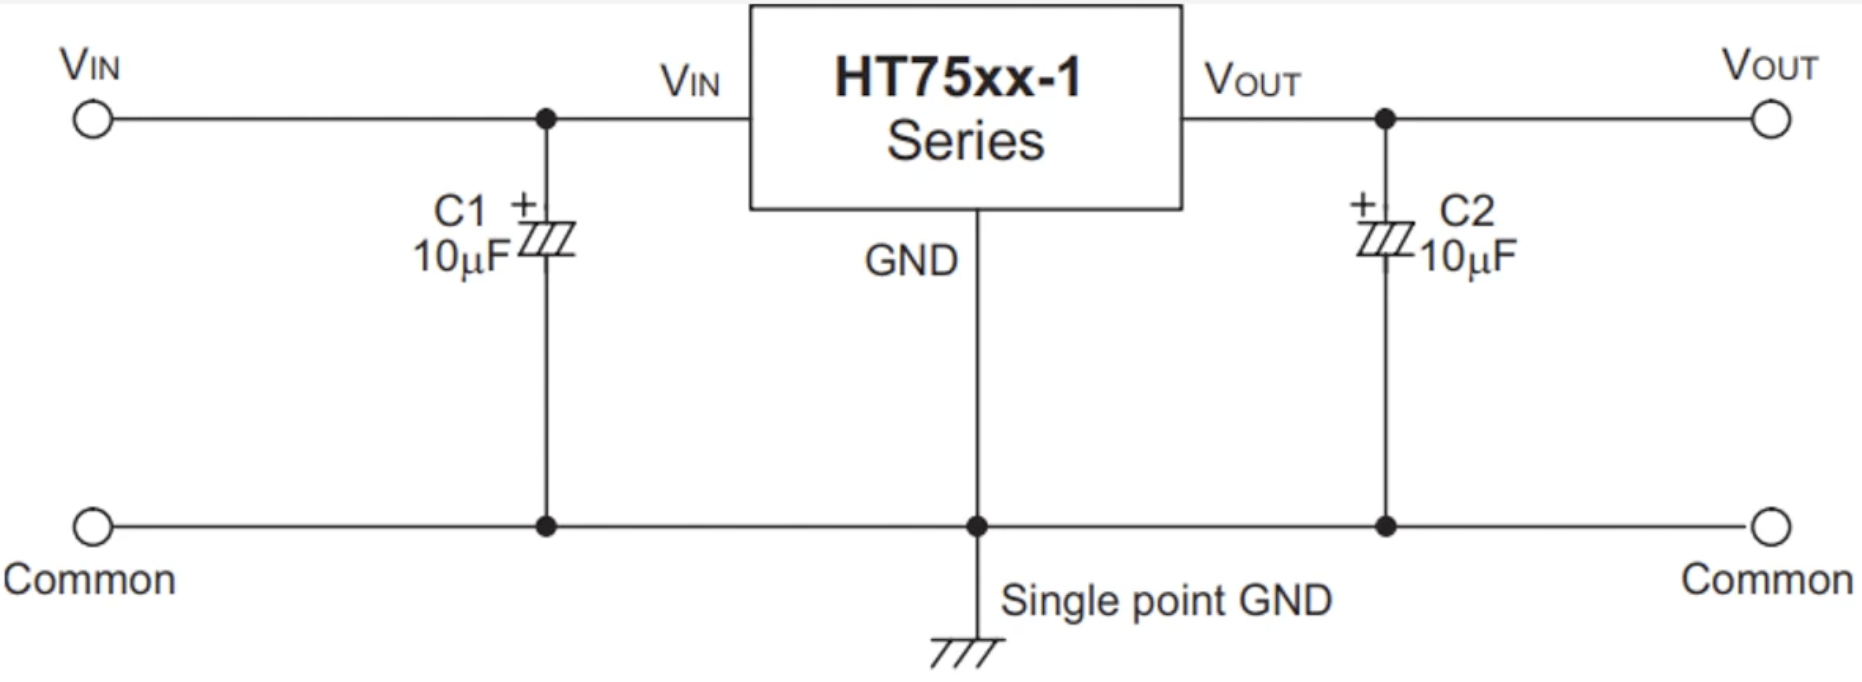 VIN
VIN
HT75xx-1
Series
VOUT
VOUT
C1 +
10μF
GND
+ C2
10μF
Common
Single point GND
Common